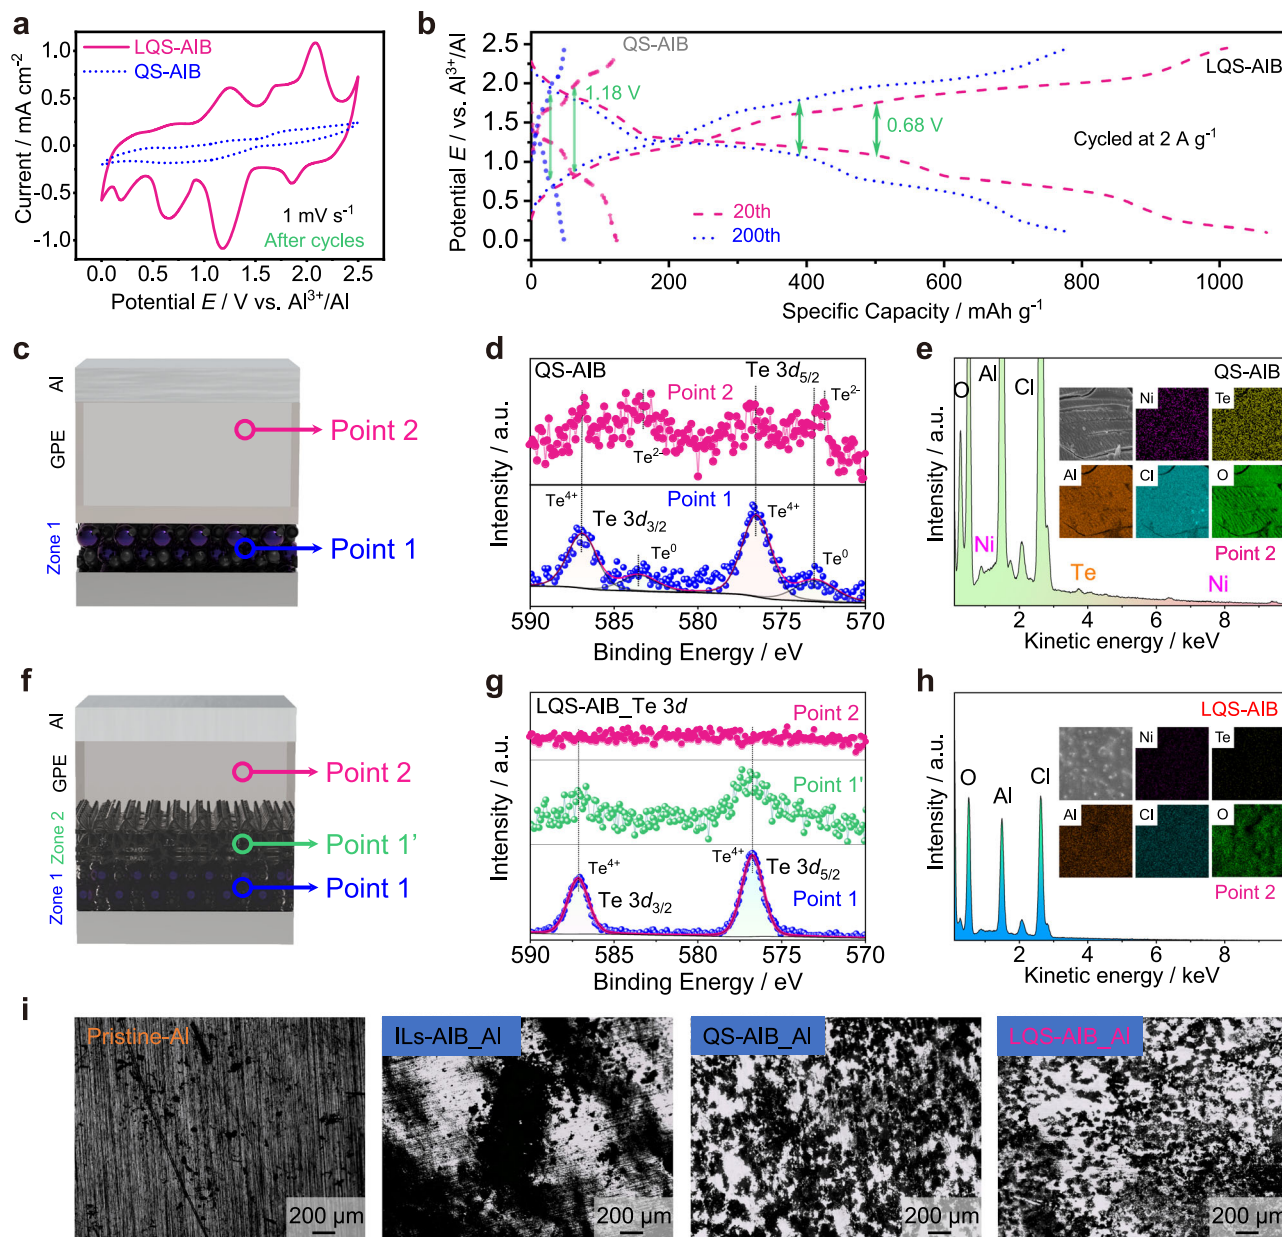 a
LQS-AIB
QS-AIB
1 mV s⁻¹
After cycles
Current / mA cm⁻²
1.0
0.5
0.0
-0.5
-1.0
0.0 0.5 1.0 1.5 2.0 2.5
Potential E / V vs. Al³⁺/Al
b
QS-AIB
LQS-AIB
1.18 V
0.68 V
Cycled at 2 A g⁻¹
20th
200th
Potential E / vs. Al³⁺/Al
2.5
2.0
1.5
1.0
0.5
0.0
0 200 400 600 800 1000
Specific Capacity / mAh g⁻¹
c
Al
GPE
Zone 1
Point 2
Point 1
d
QS-AIB
Te 3d5/2
Point 2
Te²⁻
Te²⁻
Point 1
Te⁴⁺
Te 3d3/2
Te⁰
Te⁴⁺
Te⁰
Intensity / a.u.
590 585 580 575 570
Binding Energy / eV
e
O
Al
Cl
QS-AIB
Ni
Te
Al
Cl
O
Point 2
Ni
Te
Ni
Intensity / a.u.
2 4 6 8
Kinetic energy / keV
f
Al
GPE
Zone 2
Zone 1
Point 2
Point 1'
Point 1
g
LQS-AIB_Te 3d
Point 2
Point 1'
Te⁴⁺
Te⁴⁺
Te 3d5/2
Te 3d3/2
Point 1
Intensity / a.u.
590 585 580 575 570
Binding Energy / eV
h
LQS-AIB
O
Al
Cl
Ni
Te
Al
Cl
O
Point 2
Intensity / a.u.
2 4 6 8
Kinetic energy / keV
i
Pristine-Al
200 µm
ILs-AIB_Al
200 µm
QS-AIB_Al
200 µm
LQS-AIB_Al
200 µm